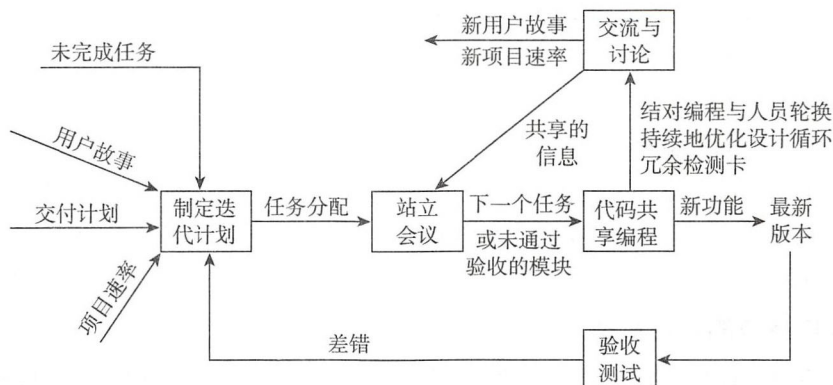 新用户故事
新项目速率
交流与
讨论
未完成任务
结对编程与人员轮换
持续地优化设计循环
冗余检测卡
共享的
信息
用户故事
交付计划
制定迭
代计划
任务分配
站立
会议
下一个任务
或未通过
验收的模块
代码共
享编程
新功能
最新
版本
项目速率
差错
验收
测试